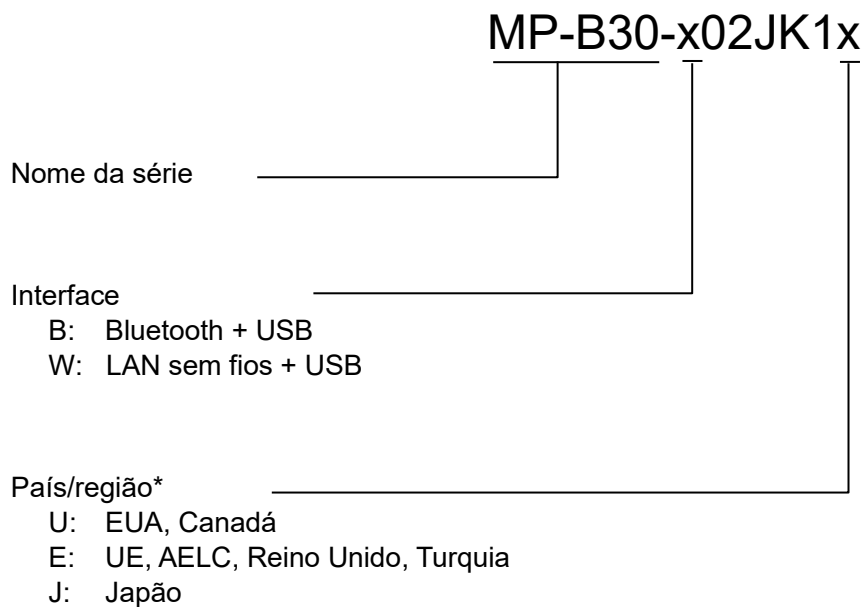 MP-B30-x02JK1x
Nome da série
Interface
B: Bluetooth + USB
W: LAN sem fios + USB
País/região*
U: EUA, Canadá
E: UE, AELC, Reino Unido, Turquia
J: Japão